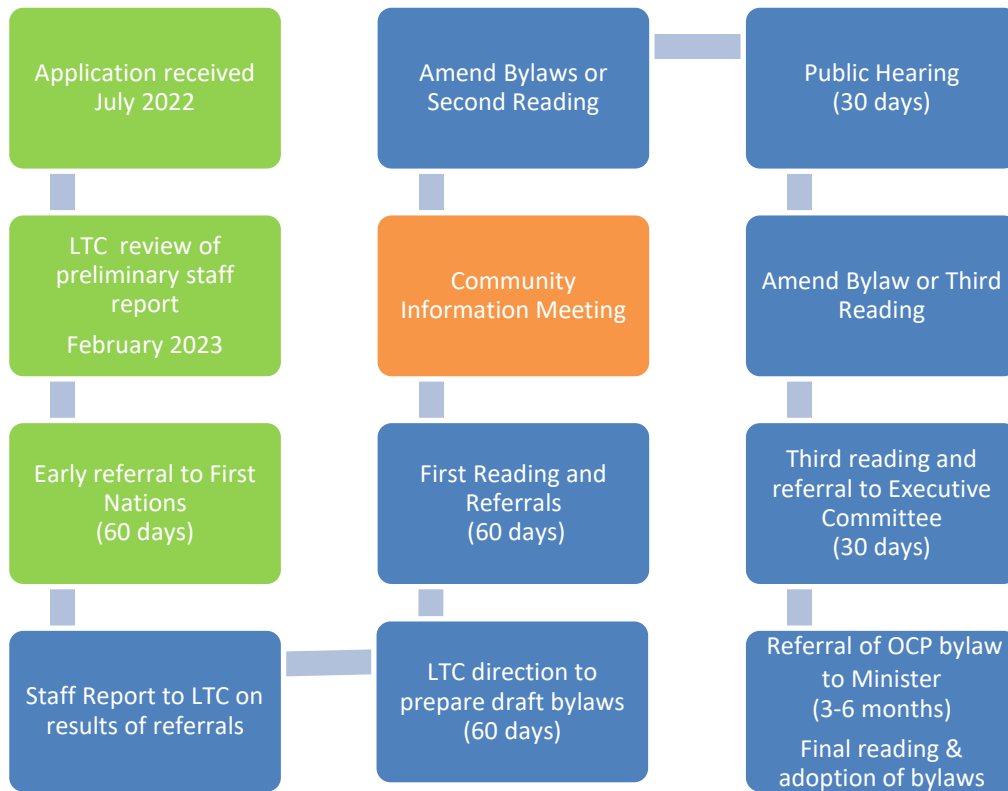 Application received
July 2022
LTC  review of
preliminary staff
report
February 2023
Early referral to First
Nations
(60 days)
Staff Report to LTC on
results of referrals
LTC direction to
prepare draft bylaws
(60 days)
First Reading and
Referrals
(60 days)
Community
Information Meeting
Amend Bylaws or
Second Reading
Public Hearing
(30 days)
Amend Bylaw or Third
Reading
Third reading and
referral to Executive
Committee
(30 days)
Referral of OCP bylaw
to Minister
(3-6 months)
Final reading &
adoption of bylaws